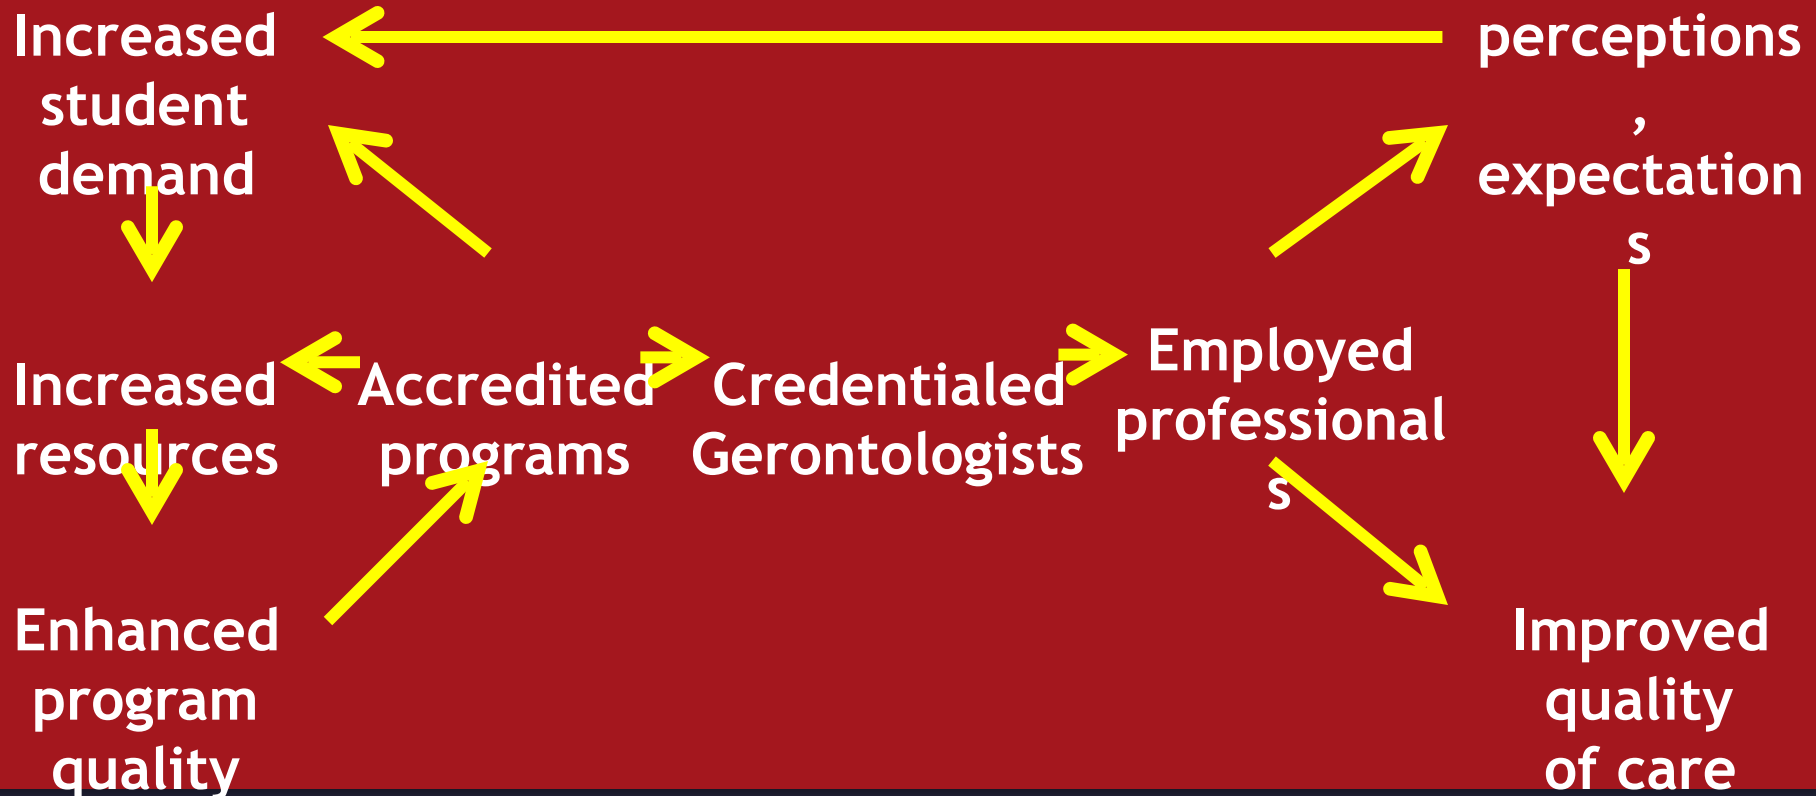 Increased
student
demand
perceptions
,
expectation
s
Increased
resources
Accredited
programs
Credentialed
Gerontologists
Employed
professional
s
Enhanced
program
quality
Improved
quality
of care